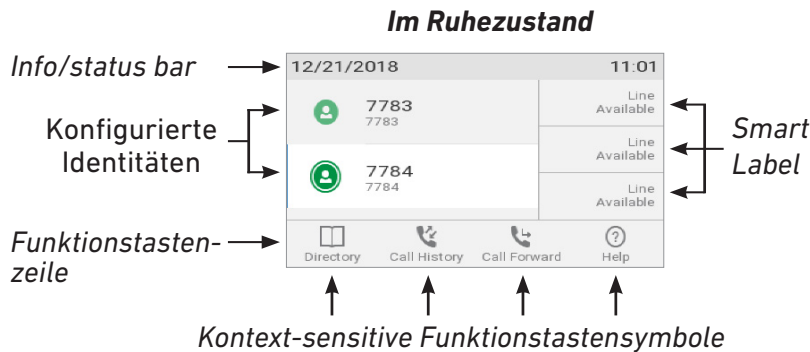 Im Ruhezustand
Info/status bar
12/21/2018 11:01
Konfigurierte
Identitäten
7783
7783
7784
7784
Line
Available
Line
Available
Line
Available
Smart
Label
Funktionstasten-
zeile
Directory Call History Call Forward Help
Kontext-sensitive Funktionstastensymbole